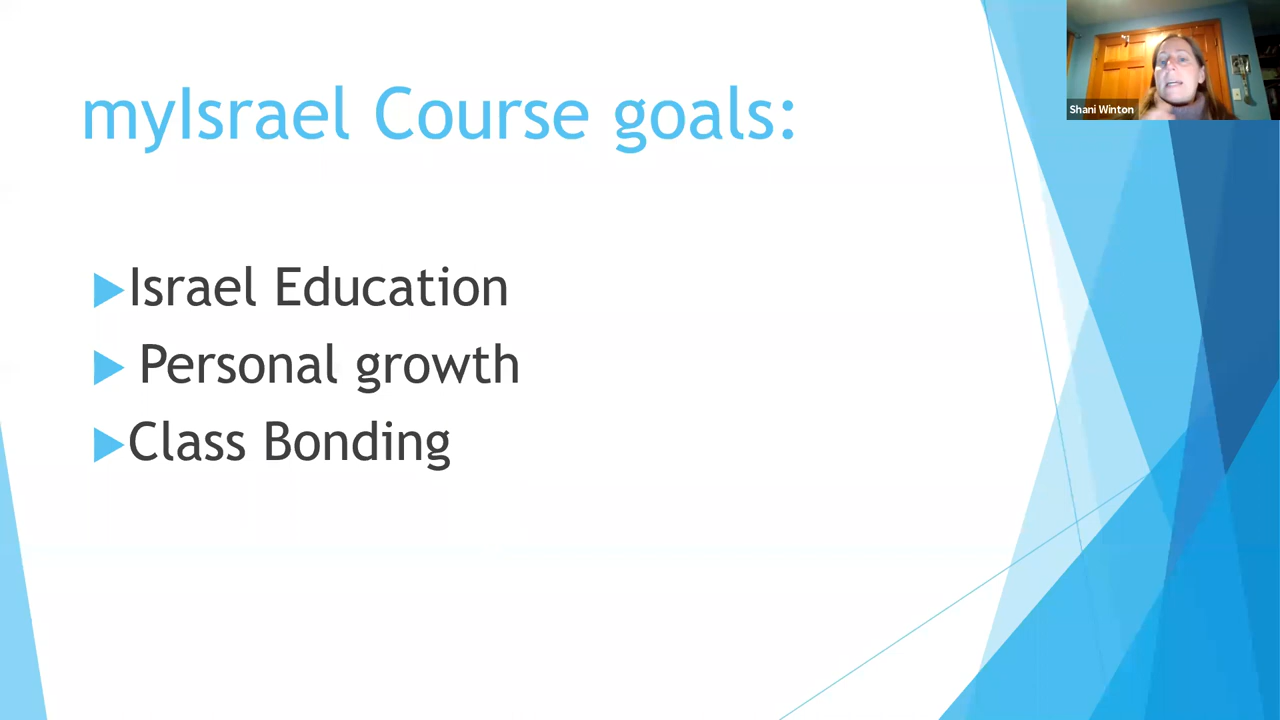 myIsrael Course goals:
Shani Winton
Israel Education
Personal growth
Class Bonding